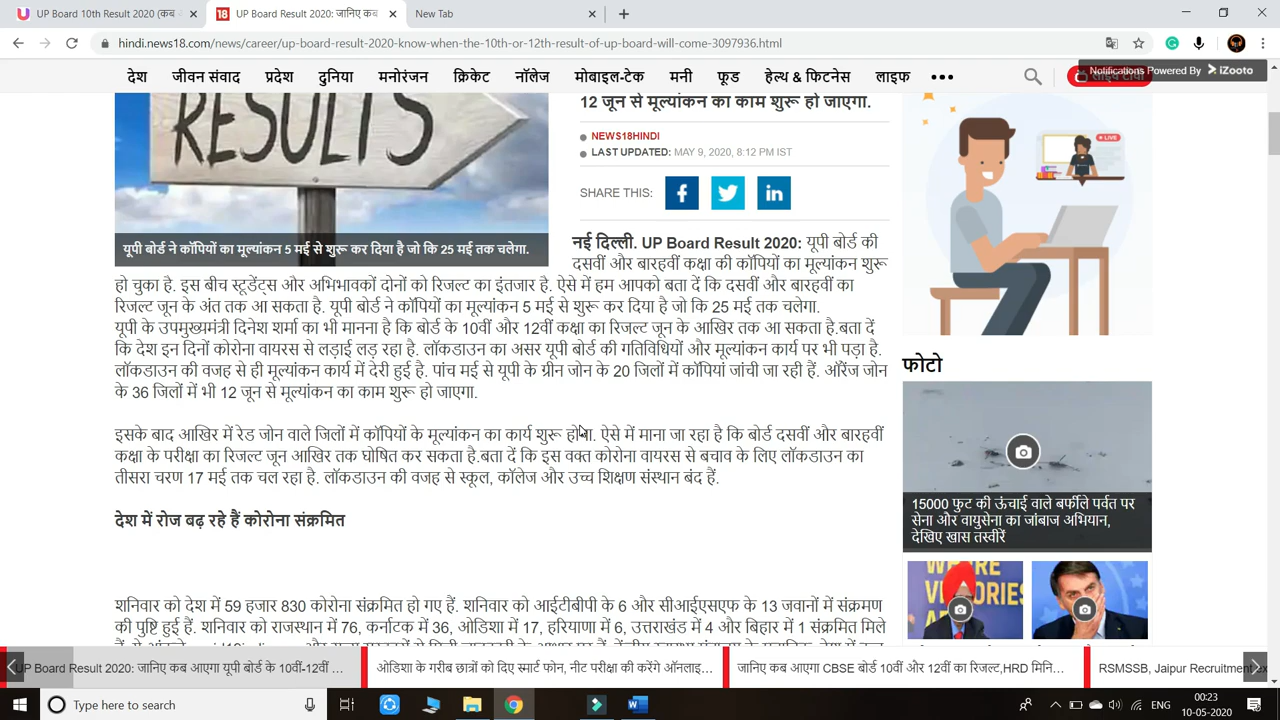 UP Board 10th Result 2020 (कब
UP Board Result 2020: जानिए कब
New Tab
hindi.news18.com/news/career/up-board-result-2020-know-when-the-10th-or-12th-result-of-up-board-will-come-3097936.html
देश जीवन संवाद प्रदेश दुनिया मनोरंजन क्रिकेट नॉलेज मोबाइल-टेक मनी फूड हेल्थ & फिटनेस लाइफ
Notifications Powered By iZooto
RESULTS
12 जून से मूल्यांकन का काम शुरू हो जाएगा.
NEWS18HINDI
LAST UPDATED: MAY 9, 2020, 8:12 PM IST
SHARE THIS:
यूपी बोर्ड ने कॉपियों का मूल्यांकन 5 मई से शुरू कर दिया है जो कि 25 मई तक चलेगा.
नई दिल्ली. UP Board Result 2020: यूपी बोर्ड की
दसवीं और बारहवीं कक्षा की कॉपियों का मूल्यांकन शुरू
हो चुका है. इस बीच स्टूडेंट्स और अभिभावकों दोनों को रिजल्ट का इंतजार है. ऐसे में हम आपको बता दें कि दसवीं और बारहवीं का
रिजल्ट जून के अंत तक आ सकता है. यूपी बोर्ड ने कॉपियों का मूल्यांकन 5 मई से शुरू कर दिया है जो कि 25 मई तक चलेगा.
यूपी के उपमुख्यमंत्री दिनेश शर्मा का भी मानना है कि बोर्ड के 10वीं और 12वीं कक्षा का रिजल्ट जून के आखिर तक आ सकता है.बता दें
कि देश इन दिनों कोरोना वायरस से लड़ाई लड़ रहा है. लॉकडाउन का असर यूपी बोर्ड की गतिविधियों और मूल्यांकन कार्य पर भी पड़ा है.
लॉकडाउन की वजह से ही मूल्यांकन कार्य में देरी हुई है. पांच मई से यूपी के ग्रीन जोन के 20 जिलों में कॉपियां जांची जा रही हैं. ऑरेंज जोन
के 36 जिलों में भी 12 जून से मूल्यांकन का काम शुरू हो जाएगा.
इसके बाद आखिर में रेड जोन वाले जिलों में कॉपियों के मूल्यांकन का कार्य शुरू होगा. ऐसे में माना जा रहा है कि बोर्ड दसवीं और बारहवीं
कक्षा के परीक्षा का रिजल्ट जून आखिर तक घोषित कर सकता है.बता दें कि इस वक्त कोरोना वायरस से बचाव के लिए लॉकडाउन का
तीसरा चरण 17 मई तक चल रहा है. लॉकडाउन की वजह से स्कूल, कॉलेज और उच्च शिक्षण संस्थान बंद हैं.
देश में रोज बढ़ रहे हैं कोरोना संक्रमित
शनिवार को देश में 59 हजार 830 कोरोना संक्रमित हो गए हैं. शनिवार को आईटीबीपी के 6 और सीआईएसएफ के 13 जवानों में संक्रमण
की पुष्टि हुई हैं. शनिवार को राजस्थान में 76, कर्नाटक में 36, ओडिशा में 17, हरियाणा में 6, उत्तराखंड में 4 और बिहार में 1 संक्रमित मिले
LIVE
फोटो
15000 फुट की ऊंचाई वाले बर्फीले पर्वत पर
सेना और वायुसेना का जांबाज अभियान,
देखिए खास तस्वीरें
UP Board Result 2020: जानिए कब आएगा यूपी बोर्ड के 10वीं-12वीं ...
ओडिशा के गरीब छात्रों को दिए स्मार्ट फोन, नीट परीक्षा की करेंगे ऑनलाइ...
जानिए कब आएगा CBSE बोर्ड 10वीं और 12वीं का रिजल्ट,HRD मिनि...
RSMSSB, Jaipur Recruitment ex
Type here to search
ENG
00:23
10-05-2020